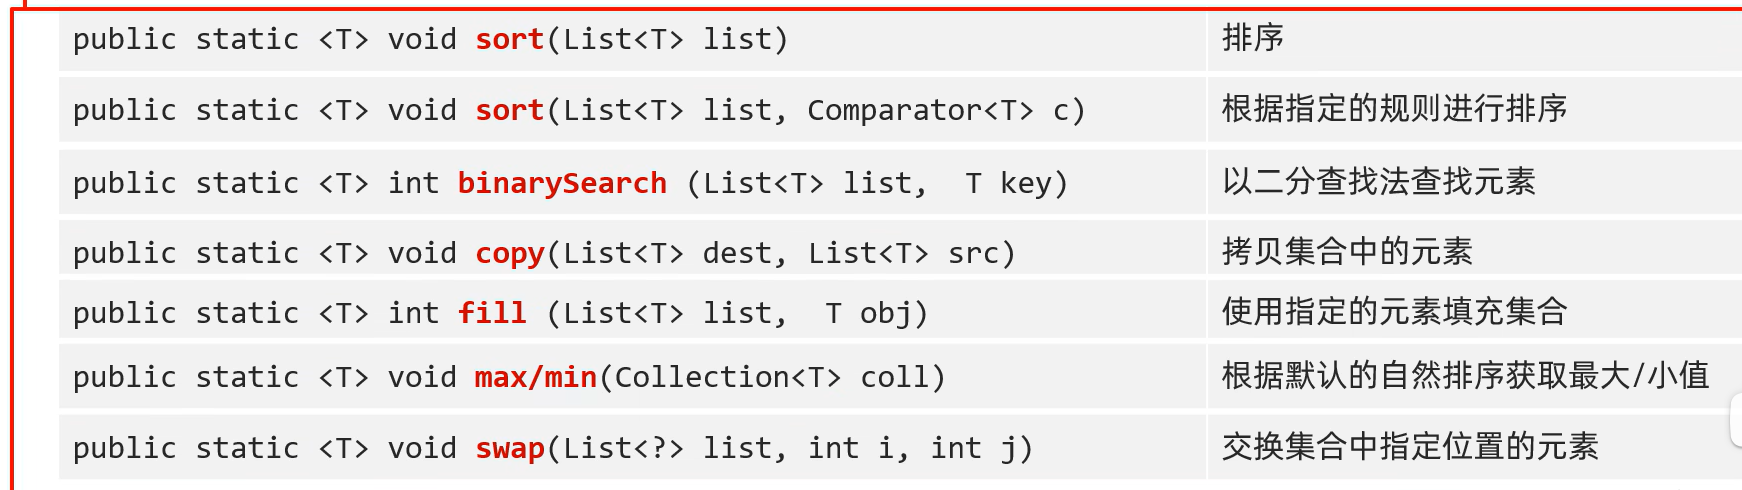 public static <T> void sort(List<T> list) 排序
public static <T> void sort(List<T> list, Comparator<T> c) 根据指定的规则进行排序
public static <T> int binarySearch (List<T> list,  T key) 以二分查找法查找元素
public static <T> void copy(List<T> dest, List<T> src) 拷贝集合中的元素
public static <T> int fill (List<T> list,  T obj) 使用指定的元素填充集合
public static <T> void max/min(Collection<T> coll) 根据默认的自然排序获取最大/小值
public static <T> void swap(List<?> list, int i, int j) 交换集合中指定位置的元素